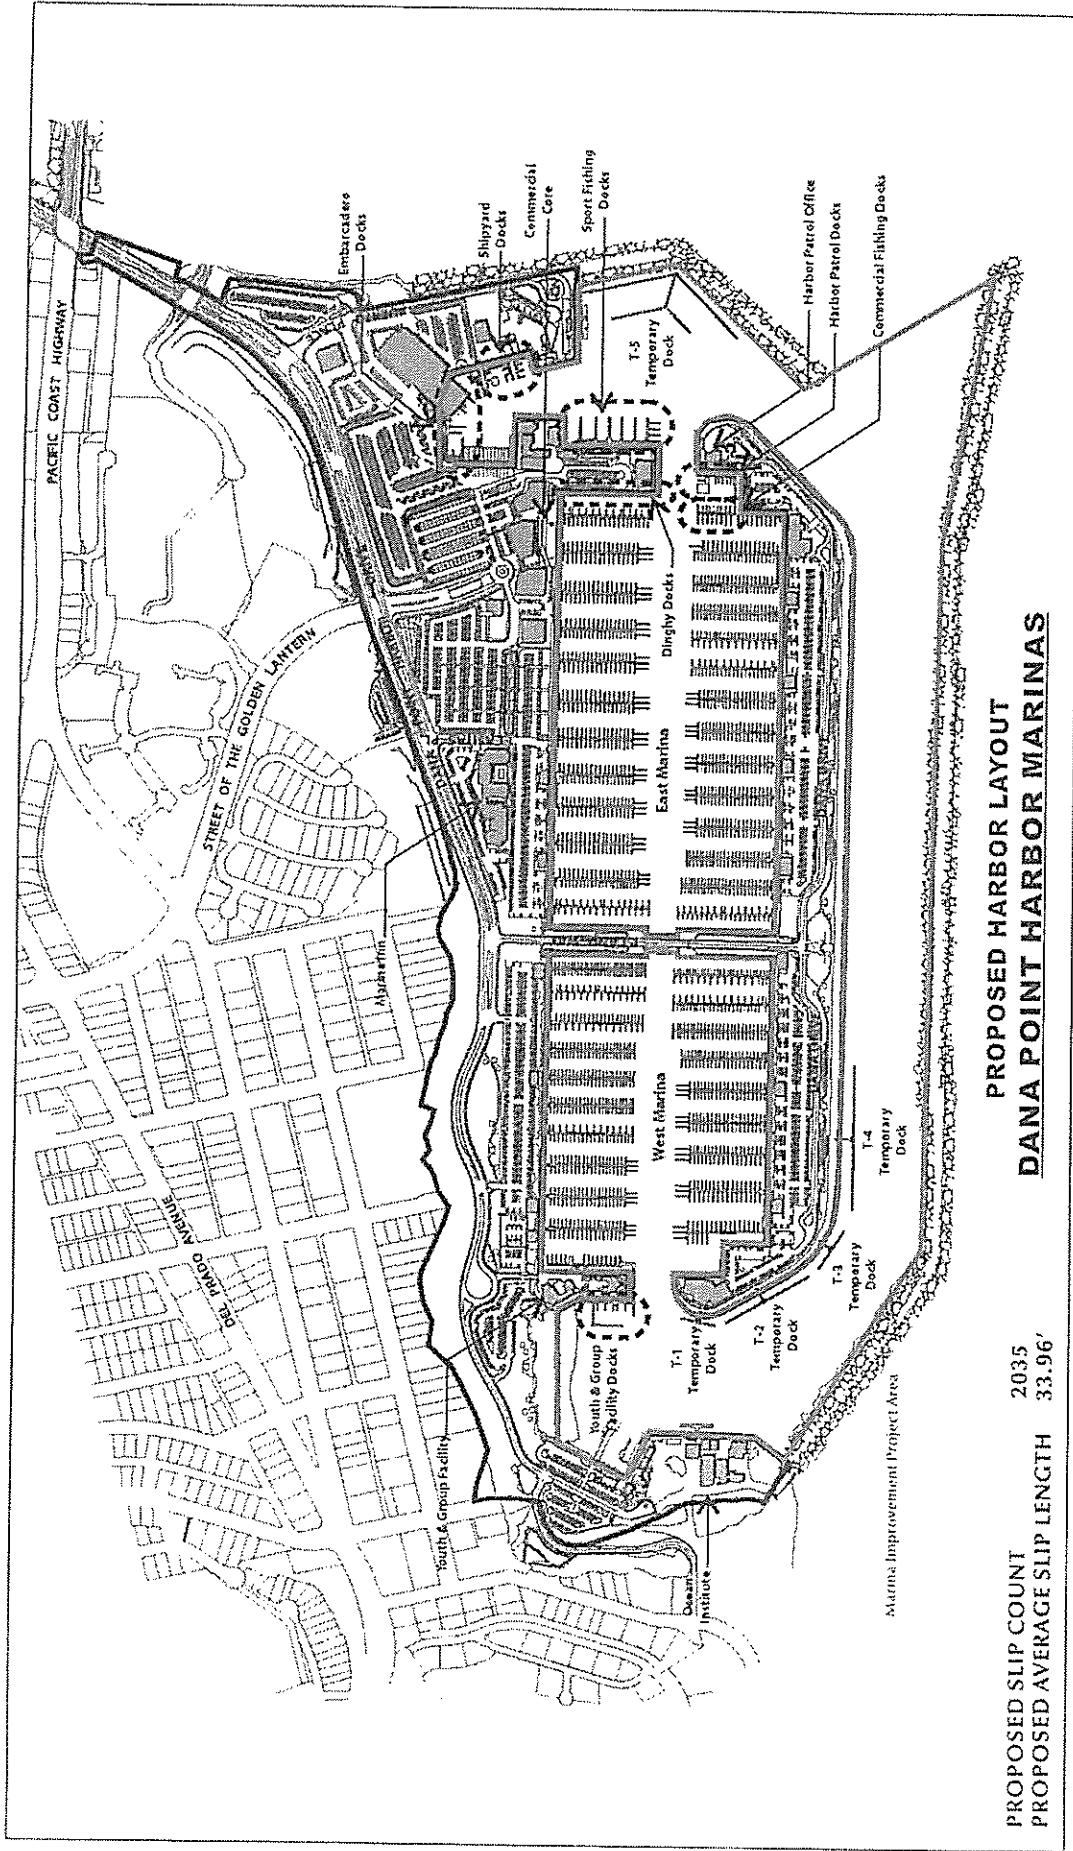 PACIFIC COAST HIGHWAY
STREET OF THE GOLDEN LANTERN
DEL PRADO AVENUE
Embarcadero
Docks
Shipyard
Docks
Commercial
Core
Sport Fishing
Docks
Harbor Patrol Office
Harbor Patrol Docks
Commercial Fishing Docks
T-5
Temporary
Dock
Dinghy Docks
East Marina
West Marina
Marina Inn
Youth & Group Facility
Youth & Group
Facility Docks
Ocean
Institute
T-1
Temporary
Dock
T-2
Temporary
Dock
T-3
Temporary
Dock
T-4
Temporary
Dock
Marina Improvement Project Area
PROPOSED HARBOR LAYOUT
DANA POINT HARBOR MARINAS
PROPOSED SLIP COUNT 2035
PROPOSED AVERAGE SLIP LENGTH 33.96'